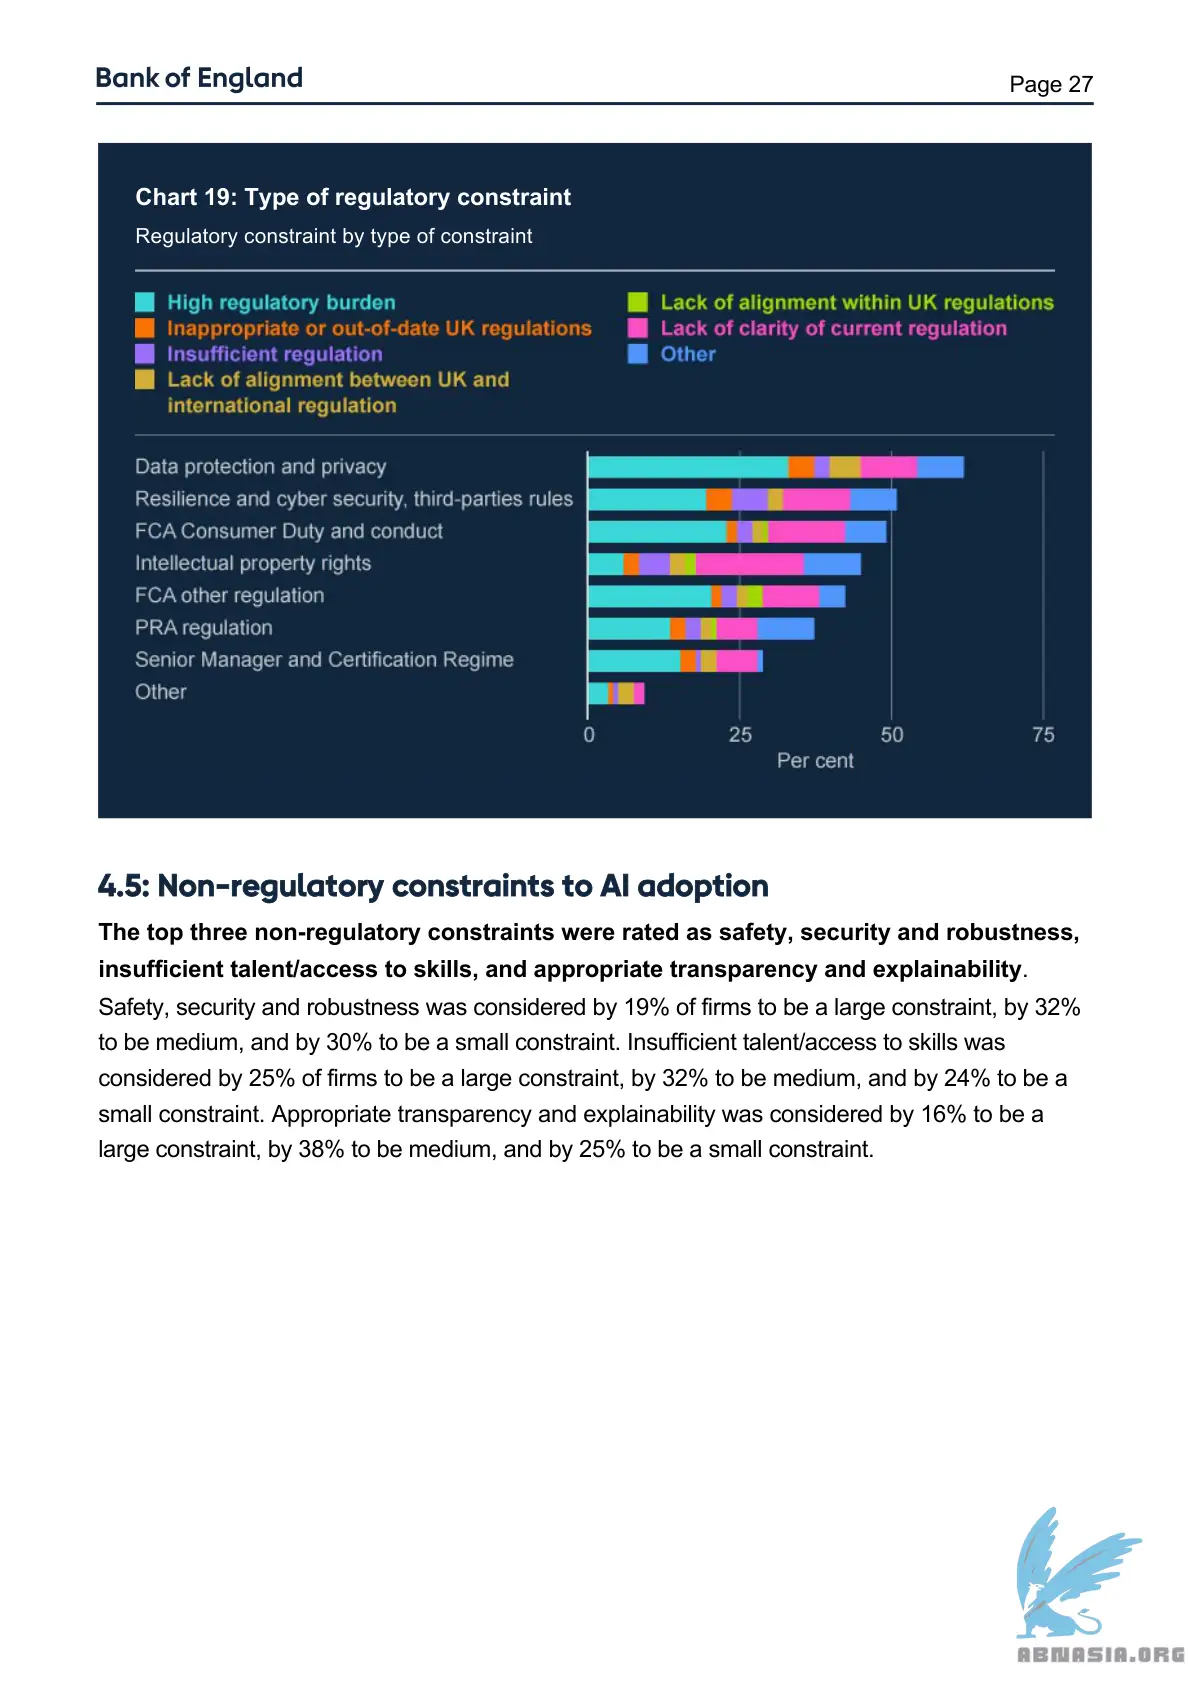 Bank of England
Page 27
Chart 19: Type of regulatory constraint
Regulatory constraint by type of constraint
High regulatory burden
Inappropriate or out-of-date UK regulations
Insufficient regulation
Lack of alignment between UK and
international regulation
Lack of alignment within UK regulations
Lack of clarity of current regulation
Other
Data protection and privacy
Resilience and cyber security, third-parties rules
FCA Consumer Duty and conduct
Intellectual property rights
FCA other regulation
PRA regulation
Senior Manager and Certification Regime
Other
0 25 50 75
Per cent
4.5: Non-regulatory constraints to AI adoption
The top three non-regulatory constraints were rated as safety, security and robustness,
insufficient talent/access to skills, and appropriate transparency and explainability.
Safety, security and robustness was considered by 19% of firms to be a large constraint, by 32%
to be medium, and by 30% to be a small constraint. Insufficient talent/access to skills was
considered by 25% of firms to be a large constraint, by 32% to be medium, and by 24% to be a
small constraint. Appropriate transparency and explainability was considered by 16% to be a
large constraint, by 38% to be medium, and by 25% to be a small constraint.
ABNASIA.ORG